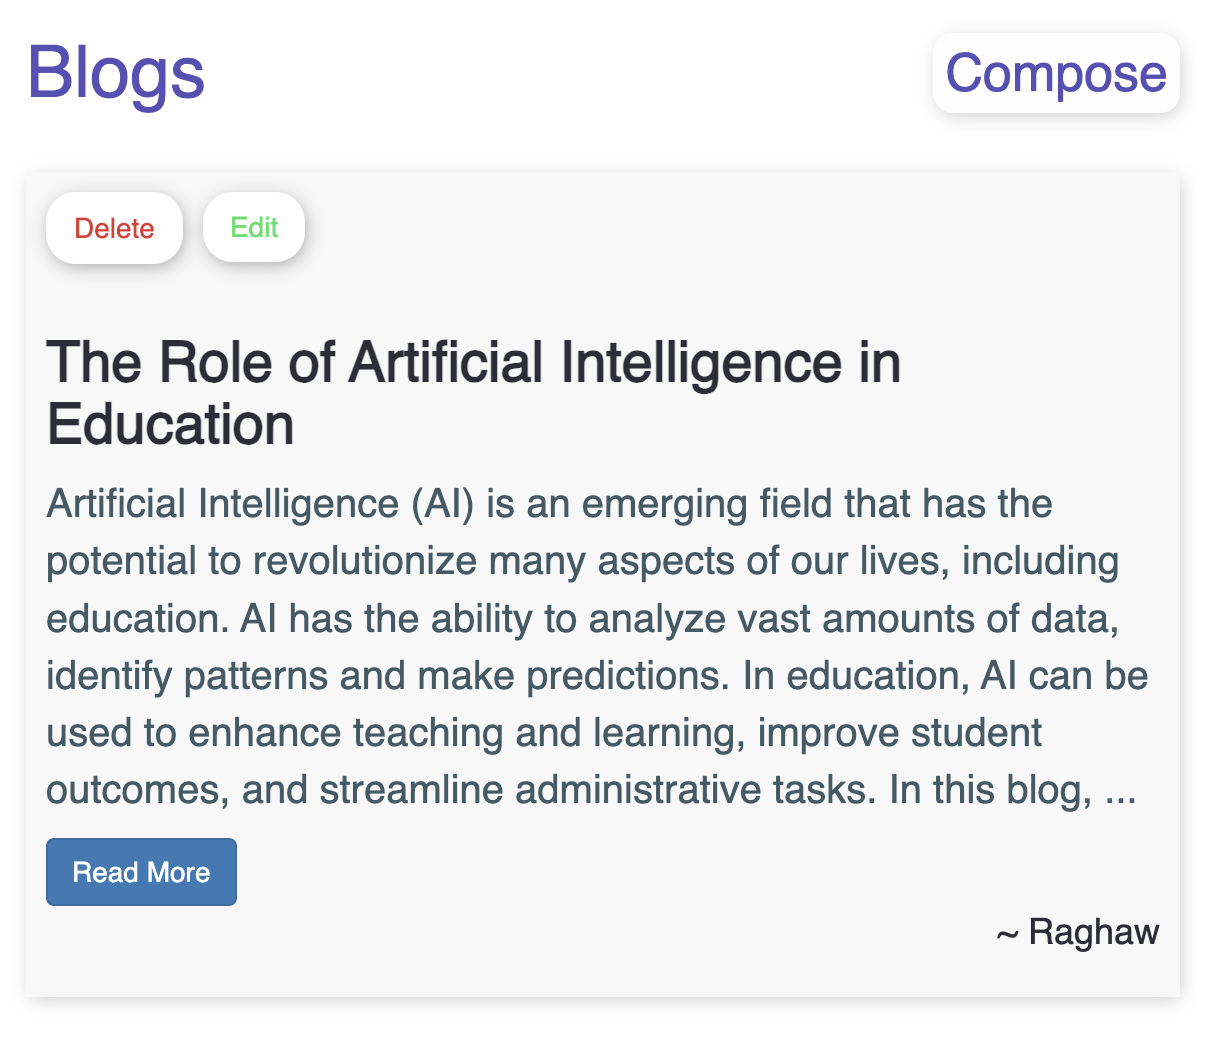 Blogs
Compose
Delete
Edit
The Role of Artificial Intelligence in
Education
Artificial Intelligence (AI) is an emerging field that has the
potential to revolutionize many aspects of our lives, including
education. AI has the ability to analyze vast amounts of data,
identify patterns and make predictions. In education, AI can be
used to enhance teaching and learning, improve student
outcomes, and streamline administrative tasks. In this blog, ...
Read More
~ Raghaw